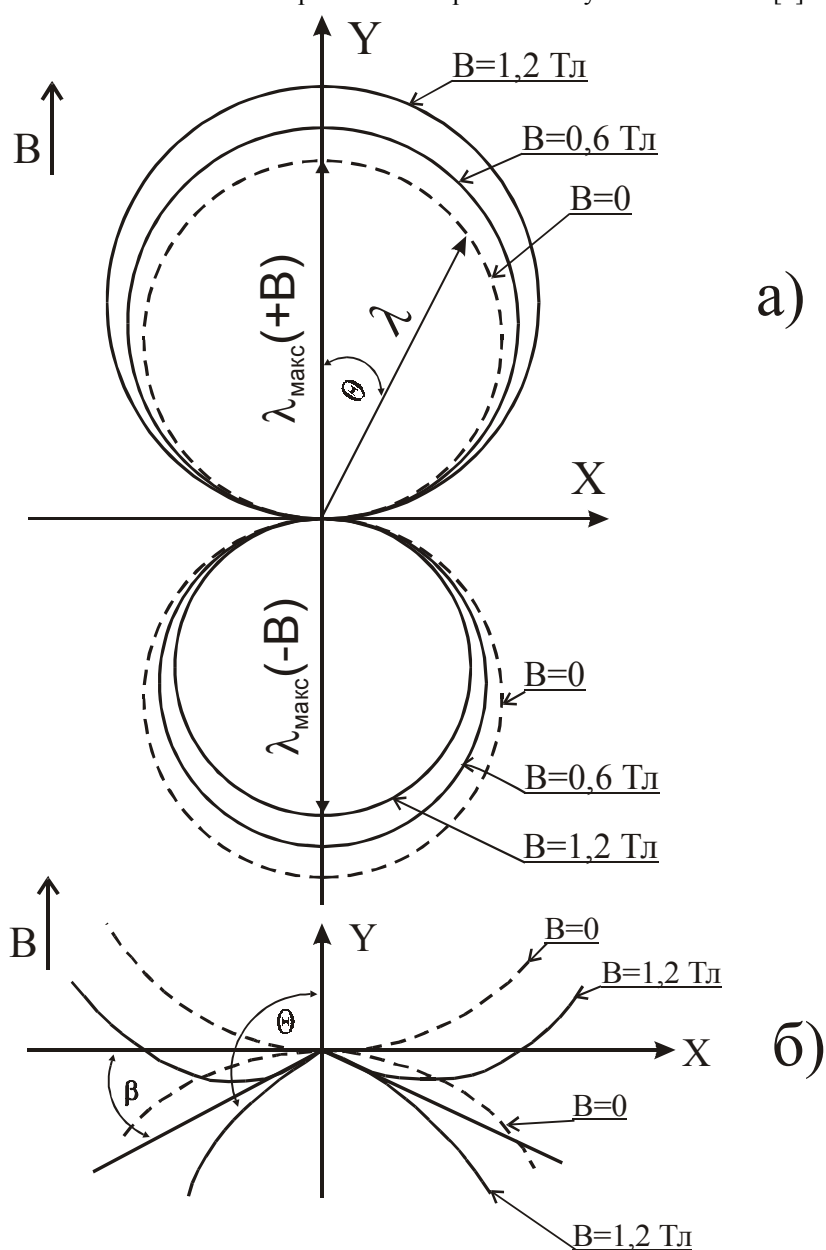 Y
B=1,2 Тл
B
B=0,6 Тл
B=0
λмакс(+B)
λ
а)
Θ
X
λмакс(-B)
B=0
B=0,6 Тл
B=1,2 Тл
B
Y
B=0
B=1,2 Тл
Θ
X
б)
β
B=0
B=1,2 Тл